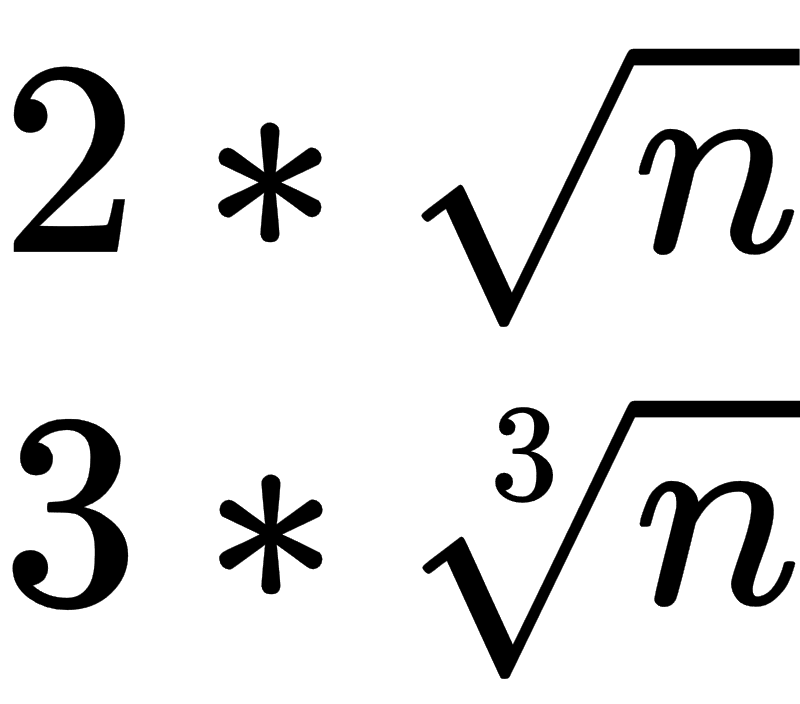 2 * √n
3 * ∛n